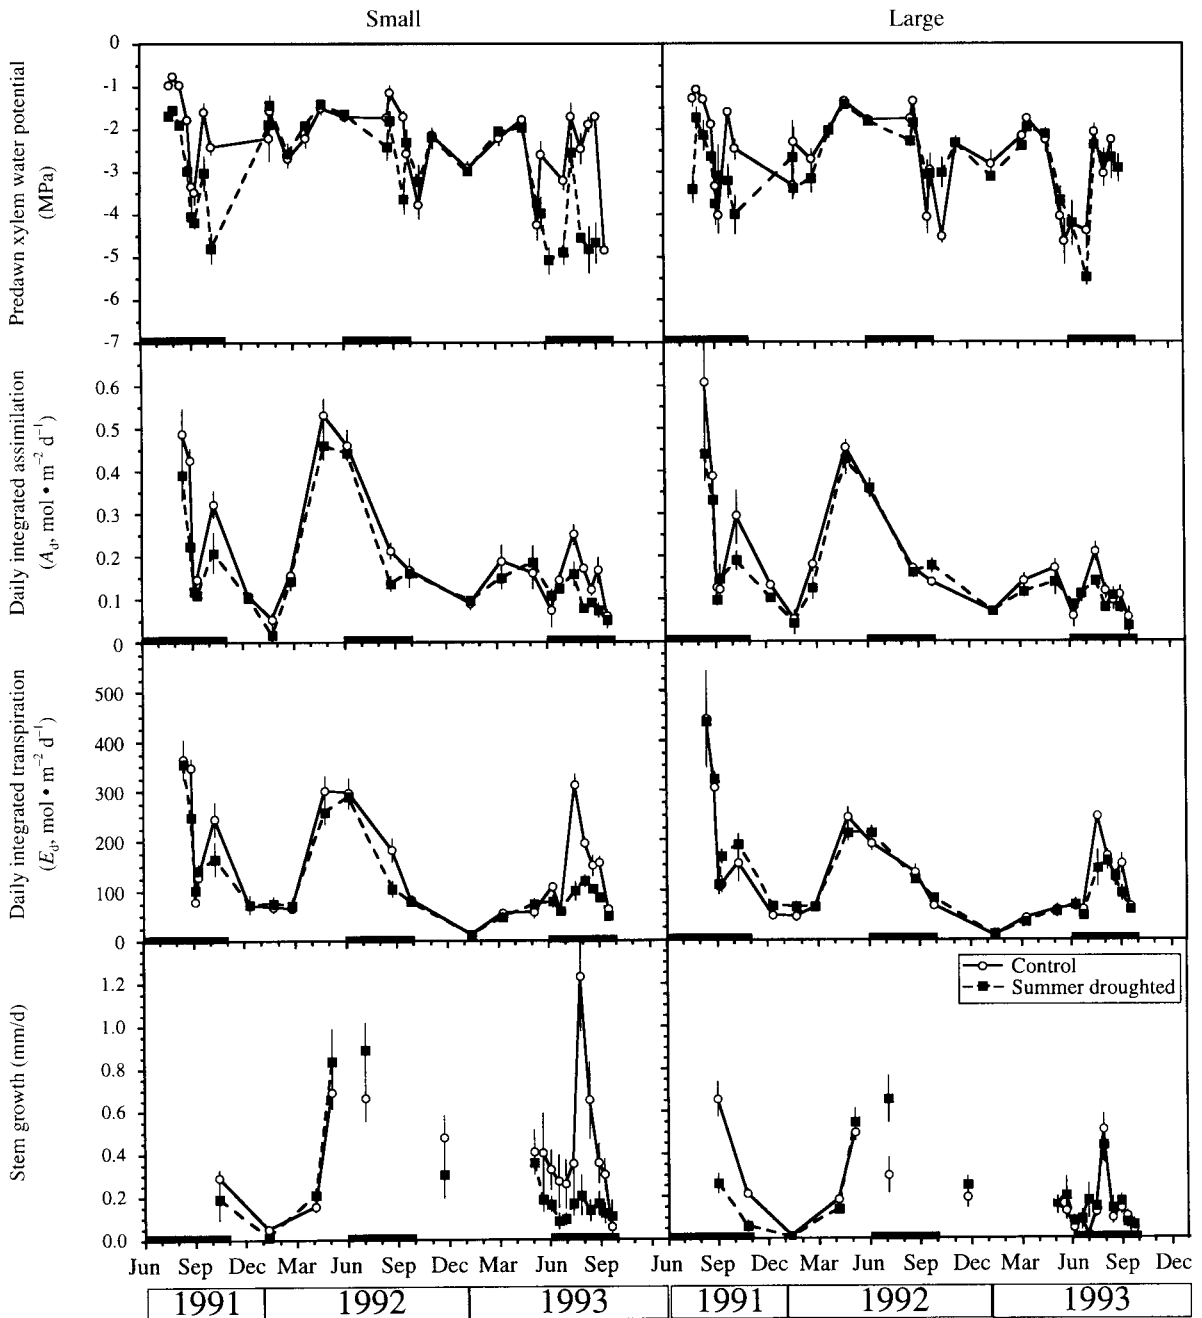 Small Large
Predawn xylem water potential
(MPa)
0
-1
-2
-3
-4
-5
-6
-7
Daily integrated assimilation
(A_d, mol • m⁻² d⁻¹)
0.6
0.5
0.4
0.3
0.2
0.1
0
Daily integrated transpiration
(E_d, mol • m⁻² d⁻¹)
500
400
300
200
100
0
Stem growth (mm/d)
1.2
1.0
0.8
0.6
0.4
0.2
0.0
Control
Summer droughted
Jun Sep Dec Mar Jun Sep Dec Mar Jun Sep Jun Sep Dec Mar Jun Sep Dec Mar Jun Sep Dec
1991 1992 1993 1991 1992 1993